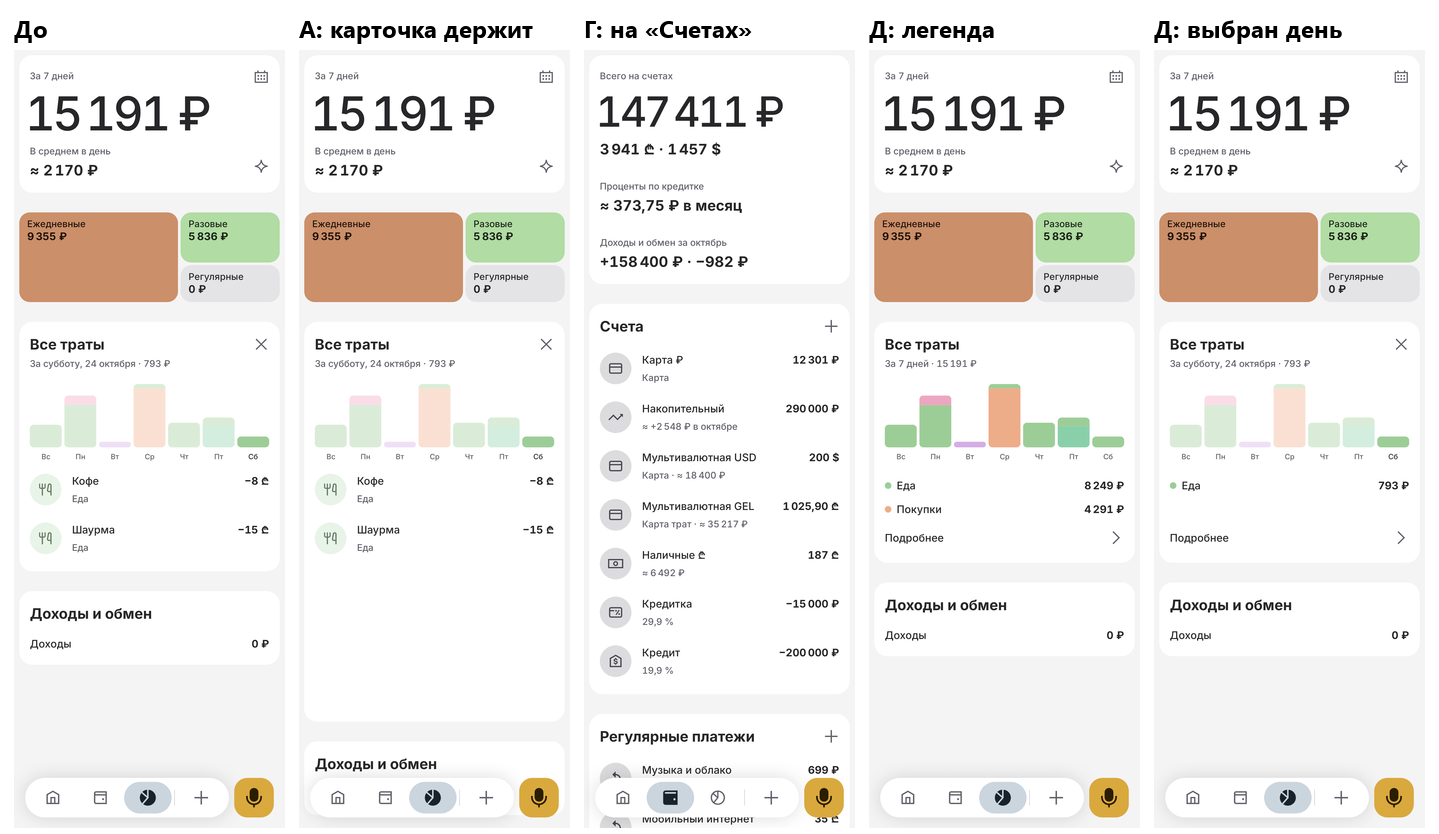 До
За 7 дней
15 191 ₽
В среднем в день
≈ 2 170 ₽
Ежедневные
9 355 ₽
Разовые
5 836 ₽
Регулярные
0 ₽
Все траты
За субботу, 24 октября · 793 ₽
Вс Пн Вт Ср Чт Пт Сб
Кофе −8 ₾
Еда
Шаурма −15 ₾
Еда
Доходы и обмен
Доходы 0 ₽
А: карточка держит
За 7 дней
15 191 ₽
В среднем в день
≈ 2 170 ₽
Ежедневные
9 355 ₽
Разовые
5 836 ₽
Регулярные
0 ₽
Все траты
За субботу, 24 октября · 793 ₽
Вс Пн Вт Ср Чт Пт Сб
Кофе −8 ₾
Еда
Шаурма −15 ₾
Еда
Доходы и обмен
Г: на «Счетах»
Всего на счетах
147 411 ₽
3 941 ₾ · 1 457 $
Проценты по кредитке
≈ 373,75 ₽ в месяц
Доходы и обмен за октябрь
+158 400 ₽ · −982 ₽
Счета
Карта ₽ 12 301 ₽
Карта
Накопительный 290 000 ₽
≈ +2 548 ₽ в октябре
Мультивалютная USD 200 $
Карта · ≈ 18 400 ₽
Мультивалютная GEL 1 025,90 ₾
Карта трат · ≈ 35 217 ₽
Наличные ₾ 187 ₾
≈ 6 492 ₽
Кредитка −15 000 ₽
29,9 %
Кредит −200 000 ₽
19,9 %
Регулярные платежи
Музыка и облако 699 ₽
Мобильный интернет 35 ₾
Д: легенда
За 7 дней
15 191 ₽
В среднем в день
≈ 2 170 ₽
Ежедневные
9 355 ₽
Разовые
5 836 ₽
Регулярные
0 ₽
Все траты
За 7 дней · 15 191 ₽
Вс Пн Вт Ср Чт Пт Сб
Еда 8 249 ₽
Покупки 4 291 ₽
Подробнее
Доходы и обмен
Доходы 0 ₽
Д: выбран день
За 7 дней
15 191 ₽
В среднем в день
≈ 2 170 ₽
Ежедневные
9 355 ₽
Разовые
5 836 ₽
Регулярные
0 ₽
Все траты
За субботу, 24 октября · 793 ₽
Вс Пн Вт Ср Чт Пт Сб
Еда 793 ₽
Подробнее
Доходы и обмен
Доходы 0 ₽